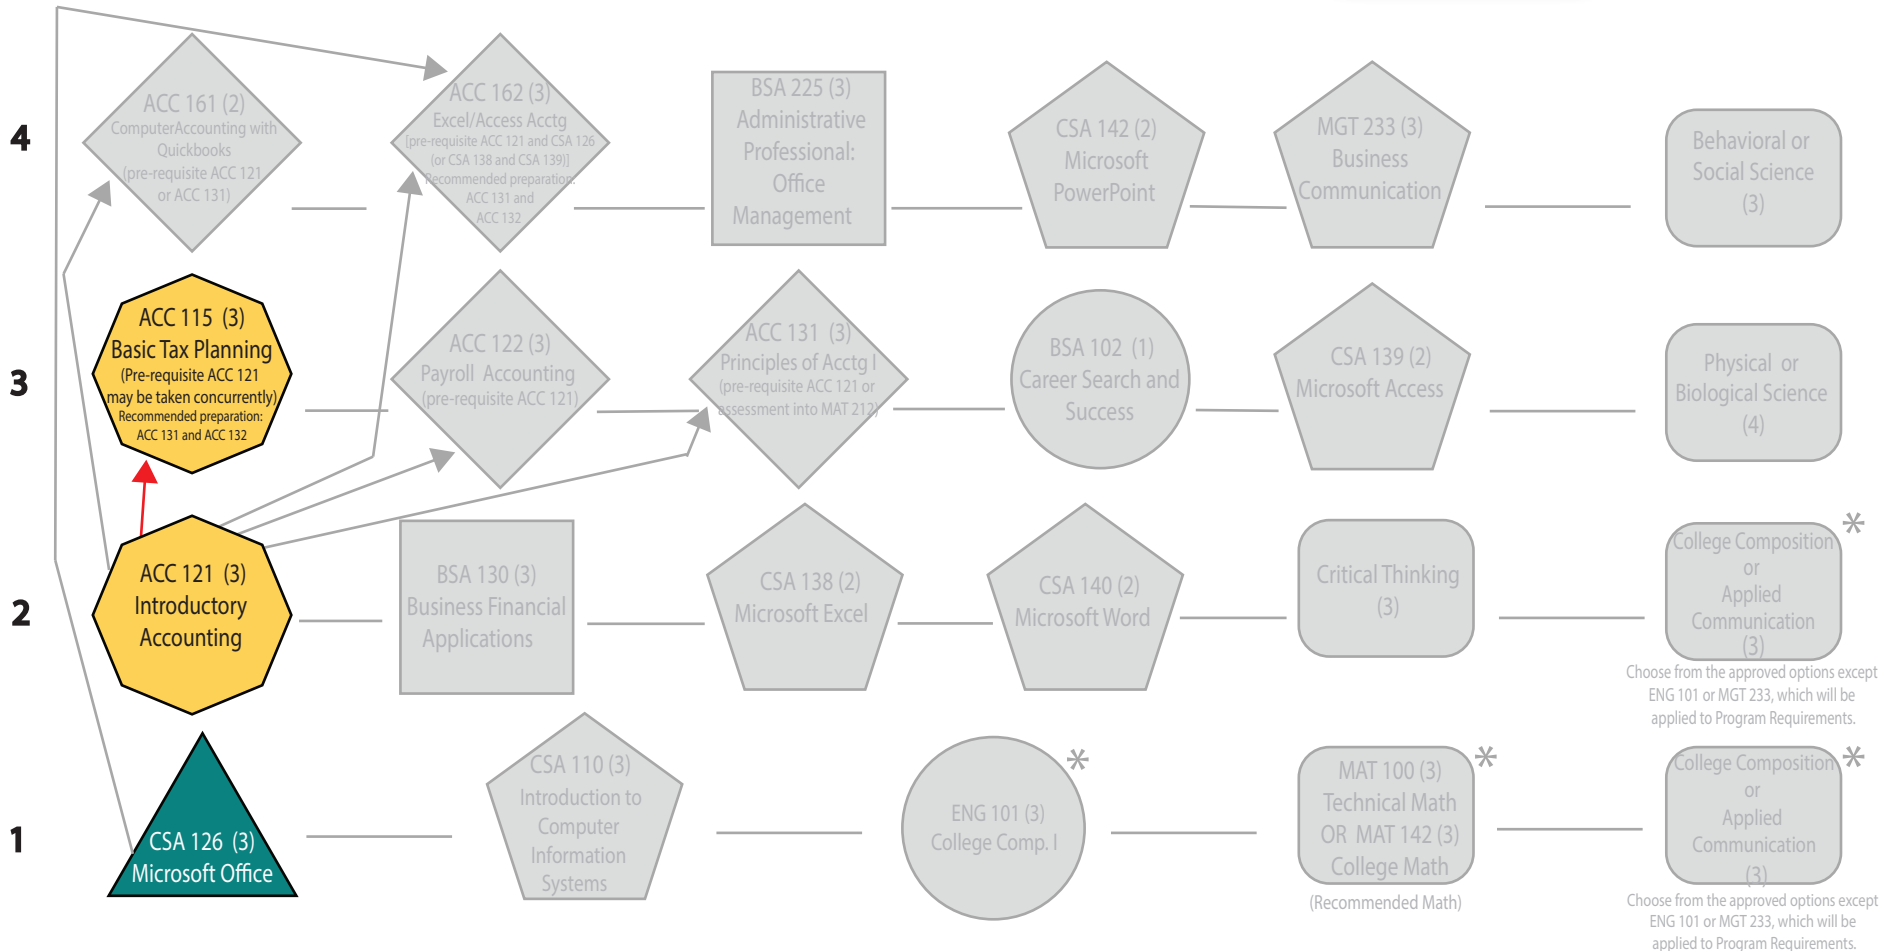 4
ACC 161 (2)
ComputerAccounting with
Quickbooks
(pre-requisite ACC 121
or ACC 131)
ACC 162 (3)
Excel/Access Acctg
[pre-requisite ACC 121 and CSA 126
(or CSA 138 and CSA 139)]
Recommended preparation:
ACC 131 and
ACC 132
BSA 225 (3)
Administrative
Professional:
Office
Management
CSA 142 (2)
Microsoft
PowerPoint
MGT 233 (3)
Business
Communication
Behavioral or
Social Science
(3)
3
ACC 115 (3)
Basic Tax Planning
(Pre-requisite ACC 121
may be taken concurrently)
Recommended preparation:
ACC 131 and ACC 132
ACC 122 (3)
Payroll Accounting
(pre-requisite ACC 121)
ACC 131 (3)
Principles of Acctg I
(pre-requisite ACC 121 or
assessment into MAT 212)
BSA 102 (1)
Career Search and
Success
CSA 139 (2)
Microsoft Access
Physical or
Biological Science
(4)
2
ACC 121 (3)
Introductory
Accounting
BSA 130 (3)
Business Financial
Applications
CSA 138 (2)
Microsoft Excel
CSA 140 (2)
Microsoft Word
Critical Thinking
(3)
*
College Composition
or
Applied
Communication
(3)
Choose from the approved options except
ENG 101 or MGT 233, which will be
applied to Program Requirements.
1
CSA 126 (3)
Microsoft Office
CSA 110 (3)
Introduction to
Computer
Information
Systems
*
ENG 101 (3)
College Comp. I
*
MAT 100 (3)
Technical Math
OR MAT 142 (3)
College Math
(Recommended Math)
*
College Composition
or
Applied
Communication
(3)
Choose from the approved options except
ENG 101 or MGT 233, which will be
applied to Program Requirements.